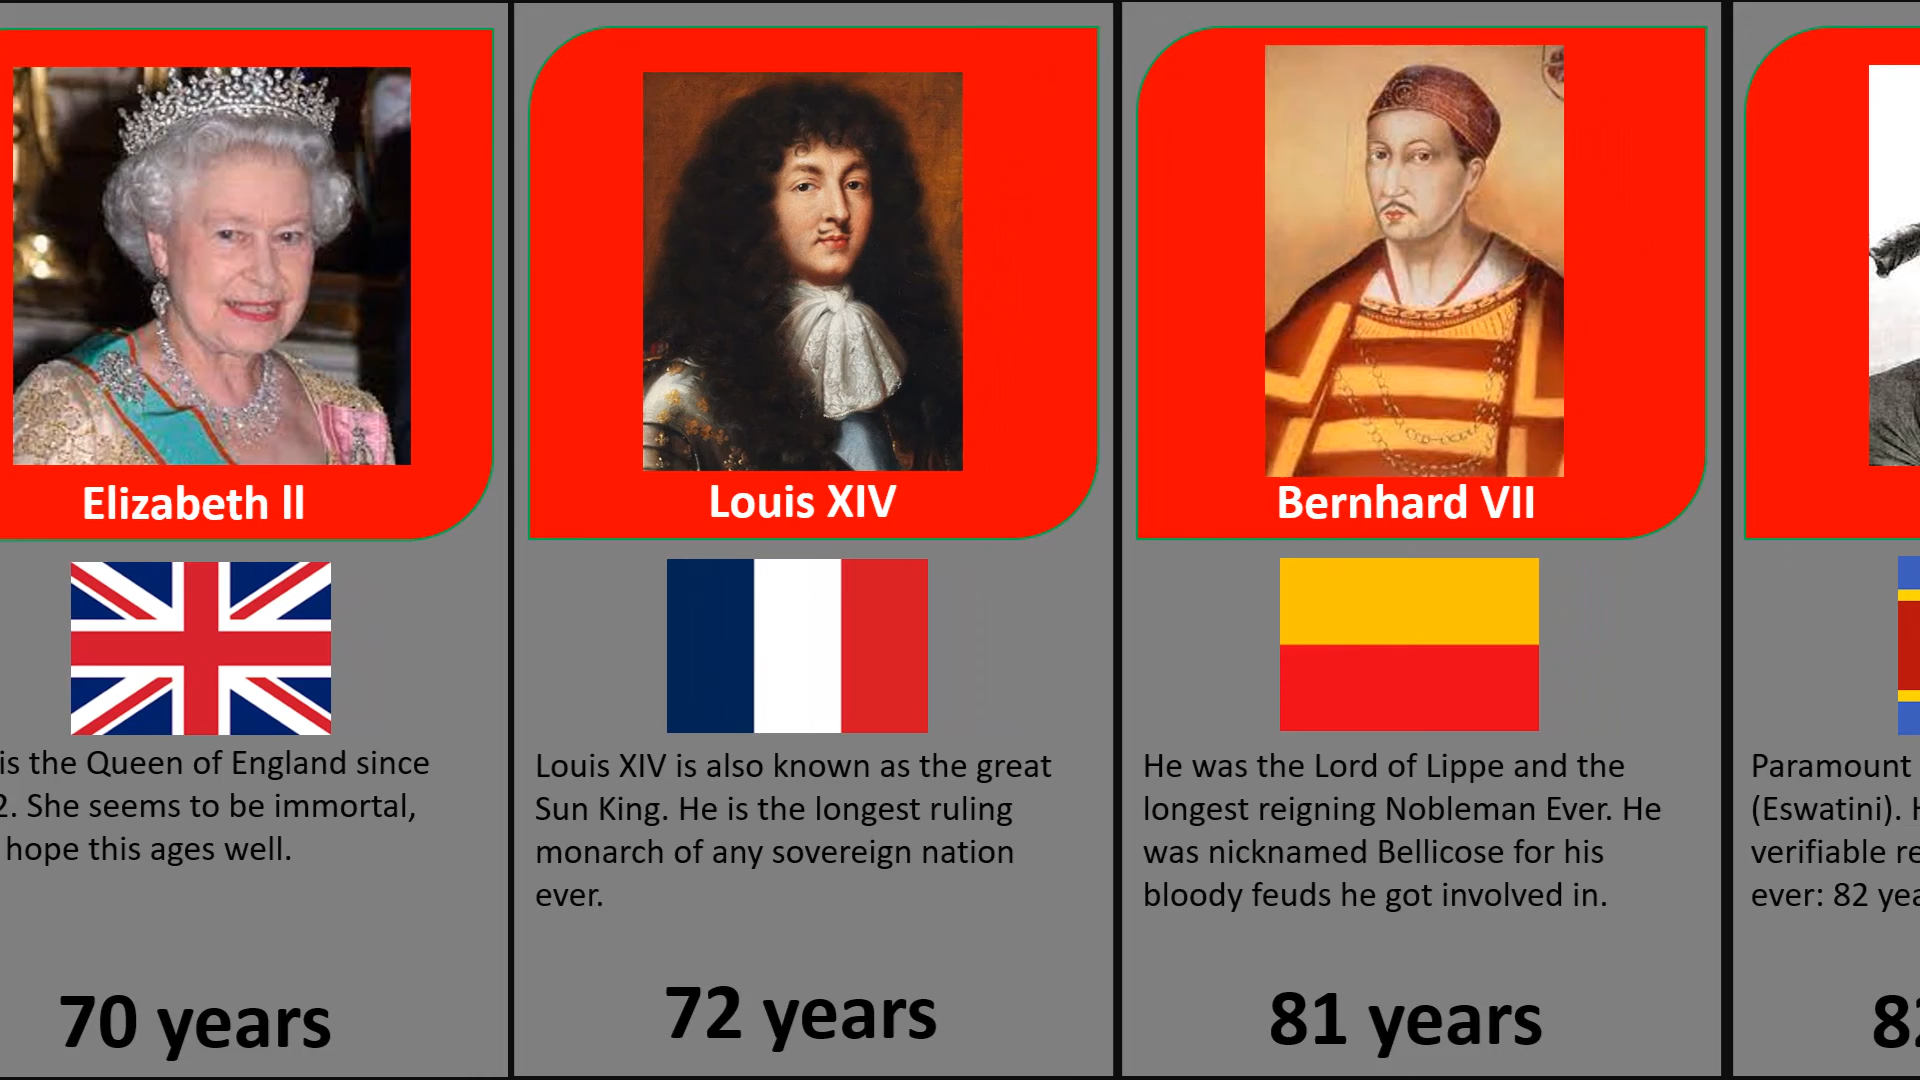 Elizabeth ll
is the Queen of England since
2. She seems to be immortal,
hope this ages well.
70 years
Louis XIV
Louis XIV is also known as the great
Sun King. He is the longest ruling
monarch of any sovereign nation
ever.
72 years
Bernhard VII
He was the Lord of Lippe and the
longest reigning Nobleman Ever. He
was nicknamed Bellicose for his
bloody feuds he got involved in.
81 years
Paramount
(Eswatini).
verifiable
ever: 82